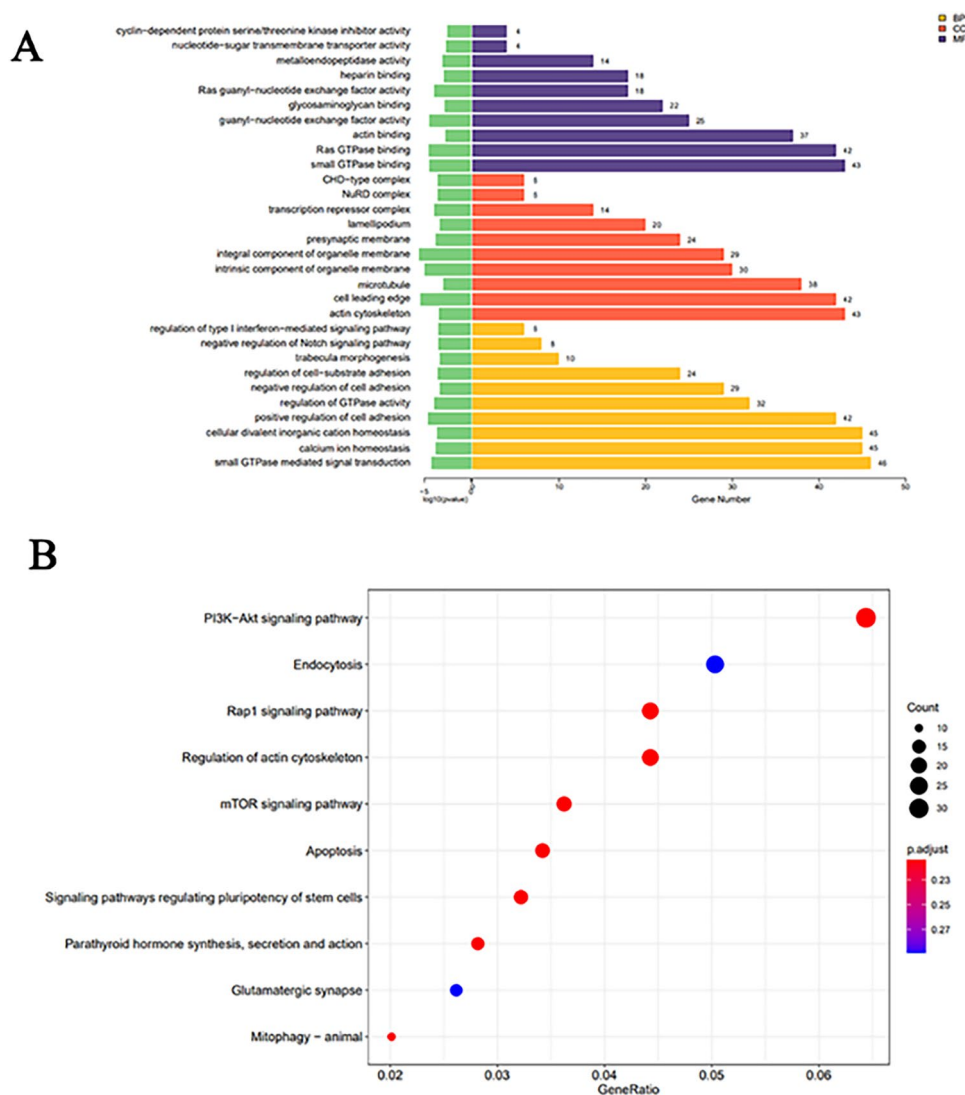 A
BP
CC
MF
cyclin−dependent protein serine/threonine kinase inhibitor activity 4
nucleotide−sugar transmembrane transporter activity 4
metalloendopeptidase activity 14
heparin binding 18
Ras guanyl−nucleotide exchange factor activity 18
glycosaminoglycan binding 22
guanyl−nucleotide exchange factor activity 25
actin binding 37
Ras GTPase binding 42
small GTPase binding 43
CHD−type complex
NuRD complex
transcription repressor complex 14
lamellipodium 20
presynaptic membrane 24
integral component of organelle membrane 29
intrinsic component of organelle membrane 30
microtubule 38
cell leading edge 42
actin cytoskeleton 43
regulation of type I interferon−mediated signaling pathway
negative regulation of Notch signaling pathway 8
trabecula morphogenesis 10
regulation of cell−substrate adhesion 24
negative regulation of cell adhesion 29
regulation of GTPase activity 32
positive regulation of cell adhesion 42
cellular divalent inorganic cation homeostasis 45
calcium ion homeostasis 45
small GTPase mediated signal transduction 46
−5 0 10 20 30 40 50
log10(pvalue) Gene Number
B
PI3K−Akt signaling pathway
Endocytosis
Rap1 signaling pathway
Regulation of actin cytoskeleton
mTOR signaling pathway
Apoptosis
Signaling pathways regulating pluripotency of stem cells
Parathyroid hormone synthesis, secretion and action
Glutamatergic synapse
Mitophagy − animal
0.02 0.03 0.04 0.05 0.06
GeneRatio
Count
10
15
20
25
30
p.adjust
0.23
0.25
0.27